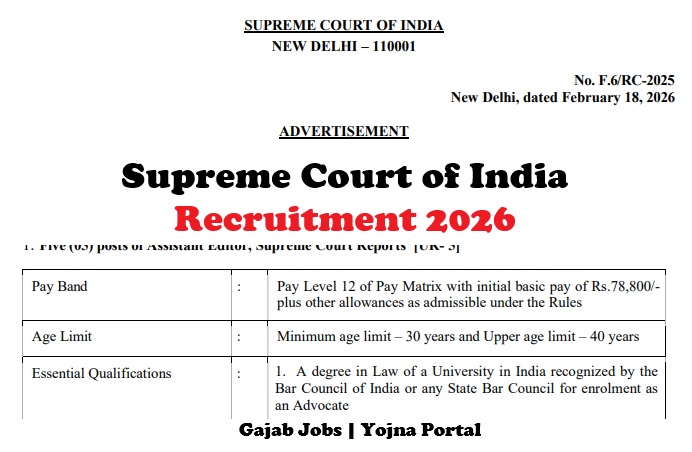 SUPREME COURT OF INDIA
NEW DELHI – 110001
No. F.6/RC-2025
New Delhi, dated February 18, 2026
ADVERTISEMENT
Supreme Court of India
Recruitment 2026
1. Five (05) posts of Assistant Editor, Supreme Court Reports [UR- 5]
Pay Band : Pay Level 12 of Pay Matrix with initial basic pay of Rs.78,800/-
plus other allowances as admissible under the Rules
Age Limit : Minimum age limit – 30 years and Upper age limit – 40 years
Essential Qualifications : 1. A degree in Law of a University in India recognized by the
Bar Council of India or any State Bar Council for enrolment as
an Advocate
Gajab Jobs | Yojna Portal